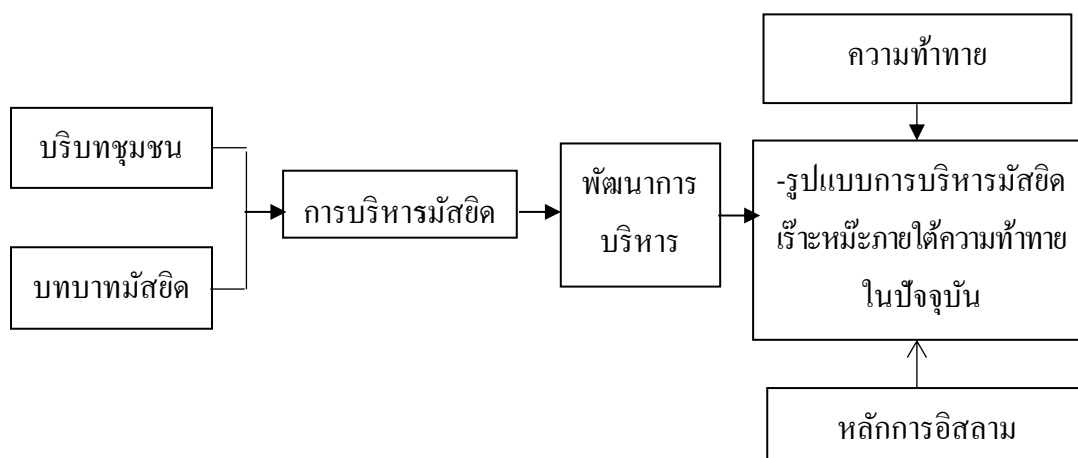 ความท้าทาย
บริบทชุมชน
บทบาทมัสยิด
การบริหารมัสยิด
พัฒนาการ
บริหาร
-รูปแบบการบริหารมัสยิด
เร๊าะหม๊ะภายใต้ความท้าทาย
ในปัจจุบัน
หลักการอิสลาม